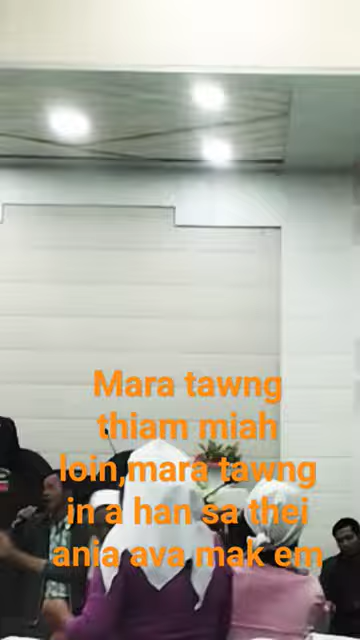 Mara tawng
thiam miah
loin,mara tawng
in a han sa thei
ania ava mak em